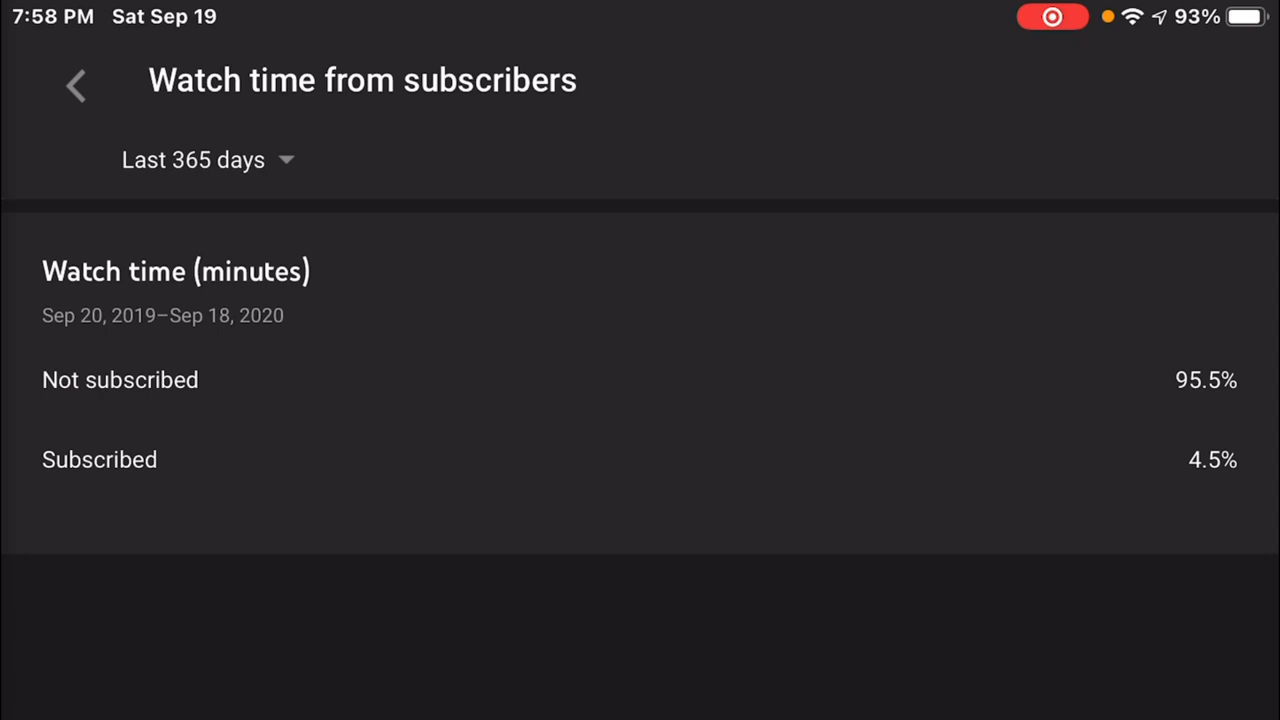 7:58 PM Sat Sep 19 93%
Watch time from subscribers
Last 365 days
Watch time (minutes)
Sep 20, 2019–Sep 18, 2020
Not subscribed 95.5%
Subscribed 4.5%